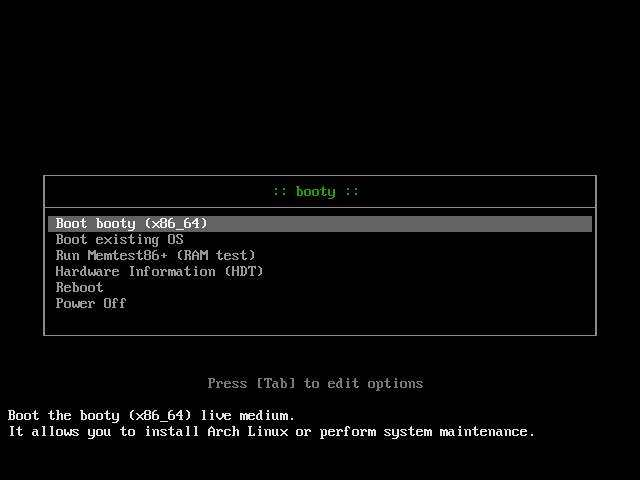 :: booty ::
Boot booty (x86_64)
Boot existing OS
Run Memtest86+ (RAM test)
Hardware Information (HDT)
Reboot
Power Off
Press [Tab] to edit options
Boot the booty (x86_64) live medium.
It allows you to install Arch Linux or perform system maintenance.